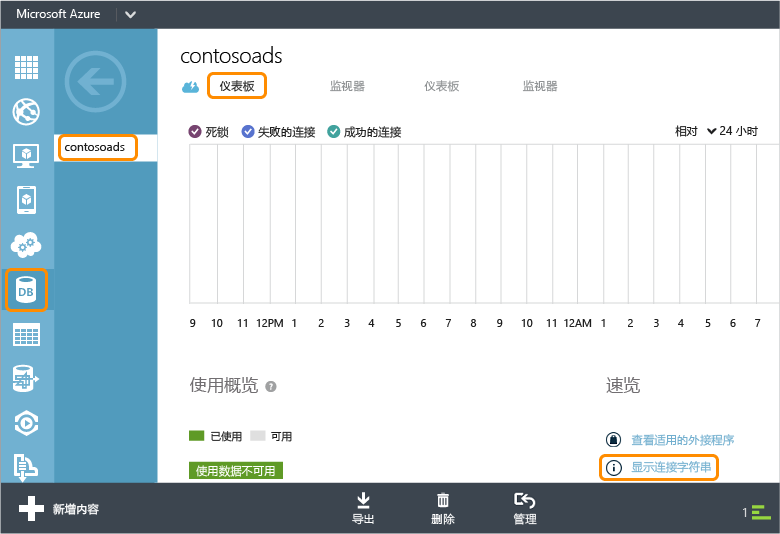 Microsoft Azure
contosoads
仪表板 监视器 仪表板 监视器
contosoads
死锁 失败的连接 成功的连接 相对 24 小时
9 10 11 12PM 1 2 3 4 5 6 7 8 9 10 11 12AM 1 2 3 4 5 6 7
DB
使用概览 ? 速览
已使用 可用
查看适用的外接程序
使用数据不可用
显示连接字符串
新增内容 导出 删除 管理 1